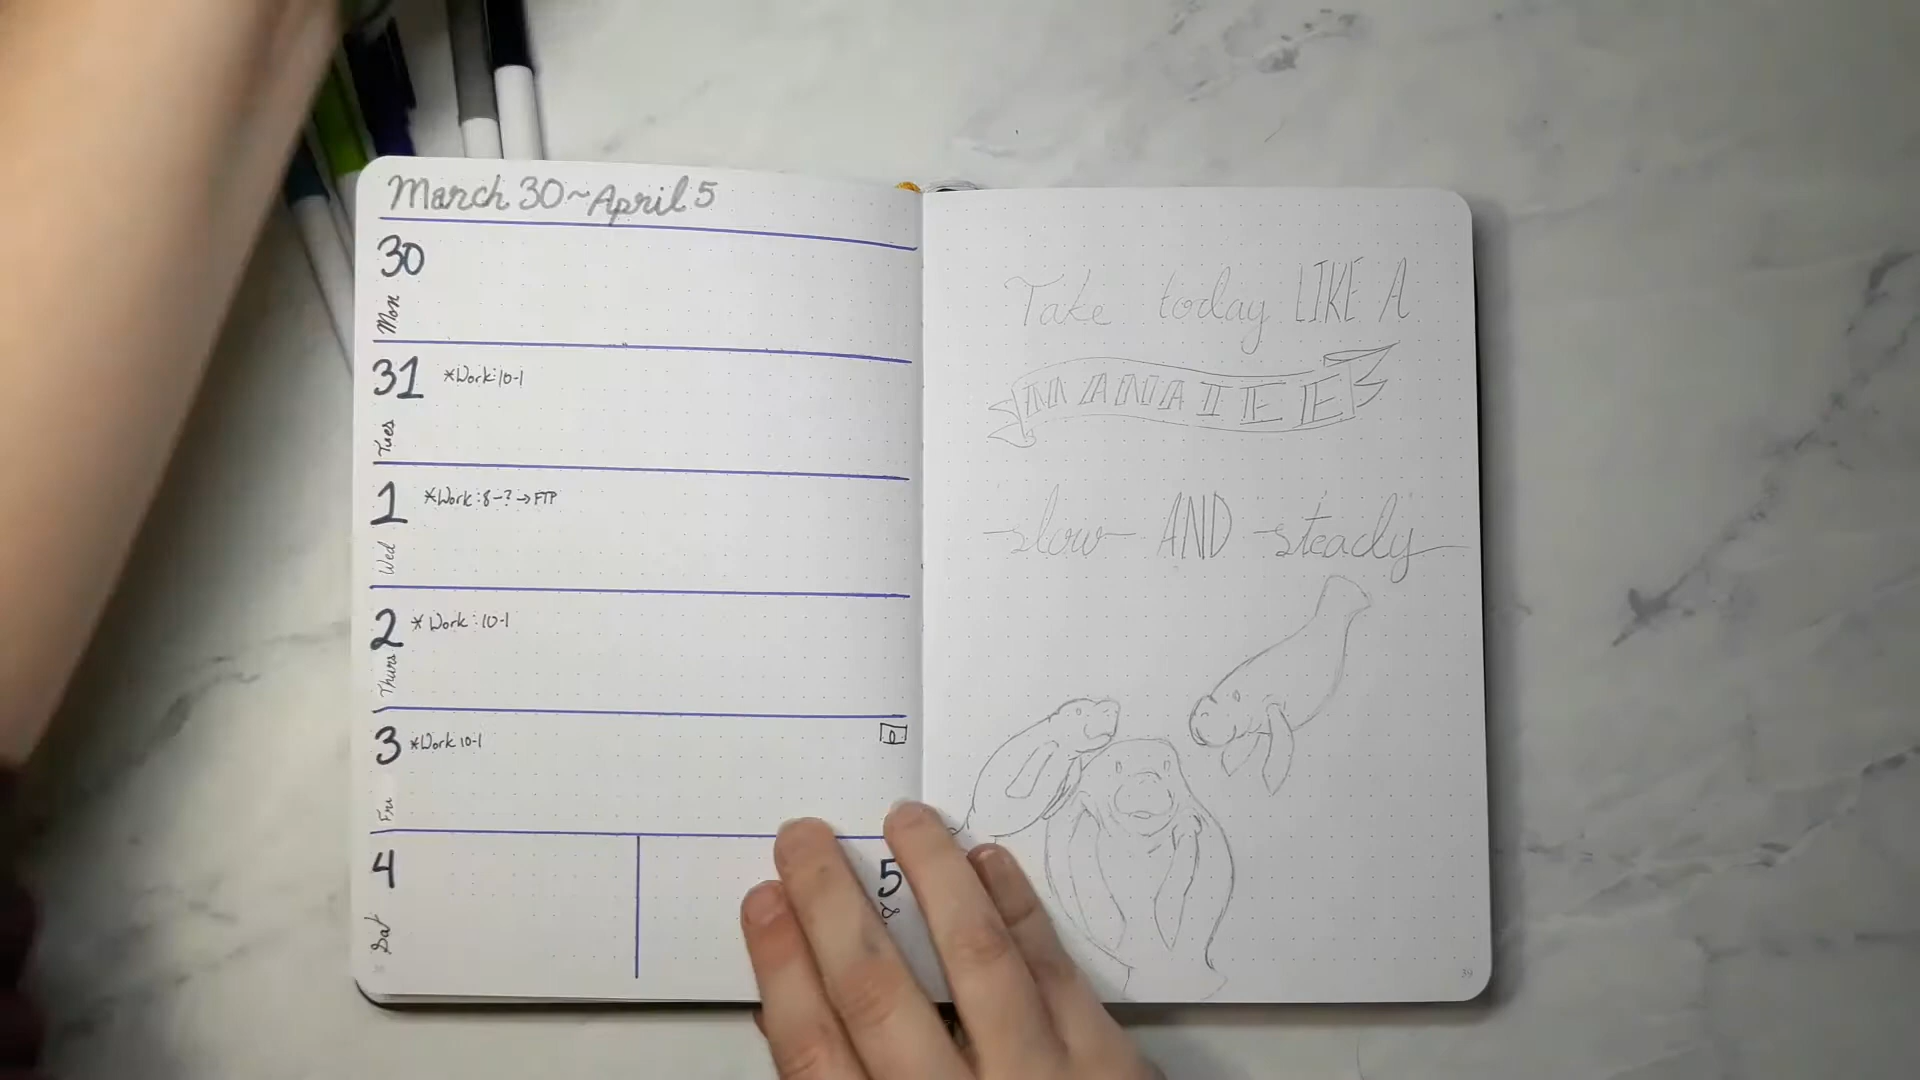 March 30~April 5
30
Mon
31 *Work:10-1
Tues
1 *Work:8-?→FTP
Wed
2 *Work:10-1
Thurs
3 *Work 10-1
Fri
4
Sat
5
Take today LIKE A
MANATEE
-slow- AND -steady-
39